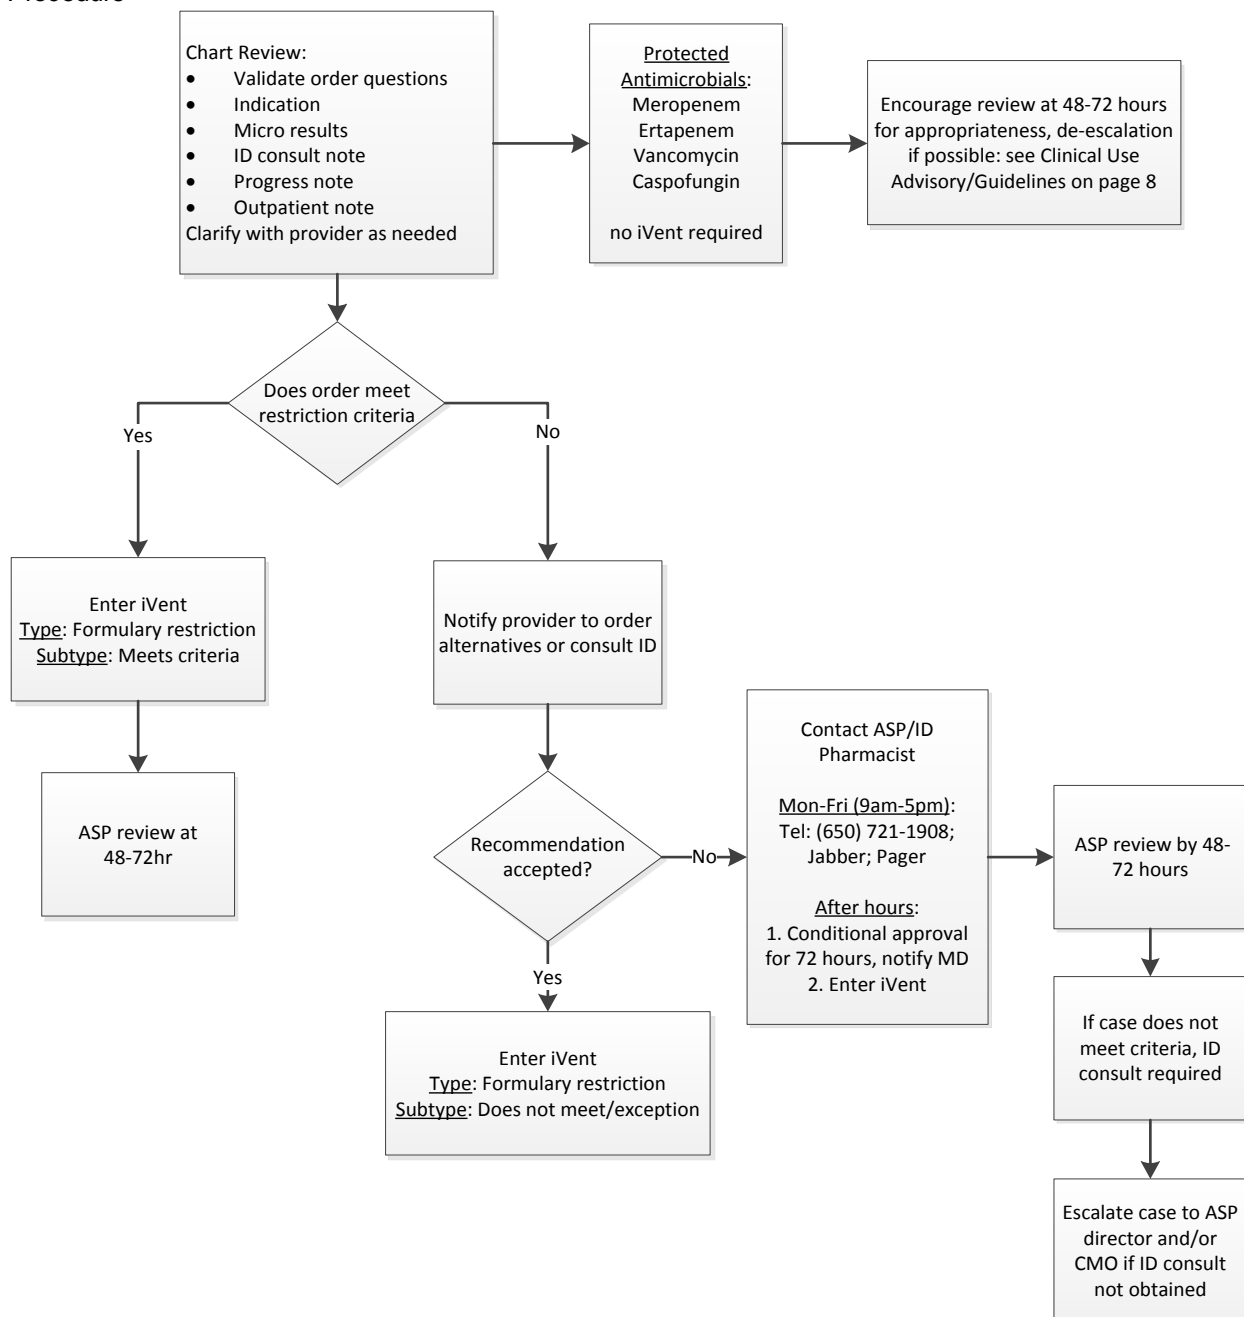 Procedure
Chart Review:
• Validate order questions
• Indication
• Micro results
• ID consult note
• Progress note
• Outpatient note
Clarify with provider as needed
Protected
Antimicrobials:
Meropenem
Ertapenem
Vancomycin
Caspofungin
no iVent required
Encourage review at 48-72 hours
for appropriateness, de-escalation
if possible: see Clinical Use
Advisory/Guidelines on page 8
Does order meet
restriction criteria
Yes
No
Enter iVent
Type: Formulary restriction
Subtype: Meets criteria
ASP review at
48-72hr
Notify provider to order
alternatives or consult ID
Recommendation
accepted?
No
Yes
Enter iVent
Type: Formulary restriction
Subtype: Does not meet/exception
Contact ASP/ID
Pharmacist
Mon-Fri (9am-5pm):
Tel: (650) 721-1908;
Jabber; Pager
After hours:
1. Conditional approval
for 72 hours, notify MD
2. Enter iVent
ASP review by 48-
72 hours
If case does not
meet criteria, ID
consult required
Escalate case to ASP
director and/or
CMO if ID consult
not obtained